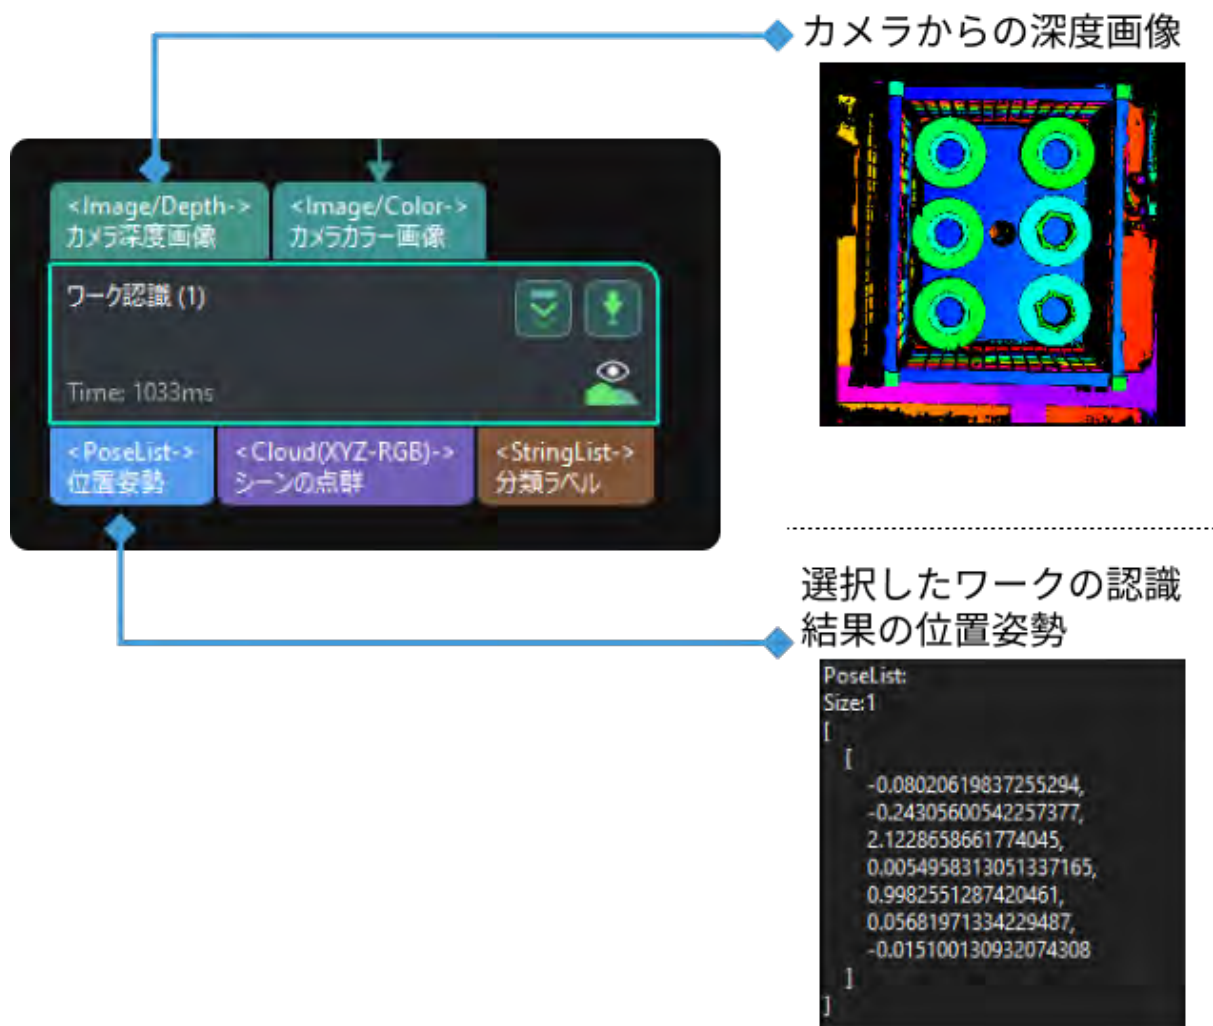 カメラからの深度画像
<Image/Depth->
カメラ深度画像
<Image/Color->
カメラカラー画像
ワーク認識 (1)
Time: 1033ms
<PoseList->
位置姿勢
<Cloud(XYZ-RGB)->
シーンの点群
<StringList->
分類ラベル
選択したワークの認識
結果の位置姿勢
PoseList:
Size:1
[
[
-0.08020619837255294,
-0.24305600542257377,
2.1228658661774045,
0.0054958313051337165,
0.9982551287420461,
0.05681971334229487,
-0.015100130932074308
]
]